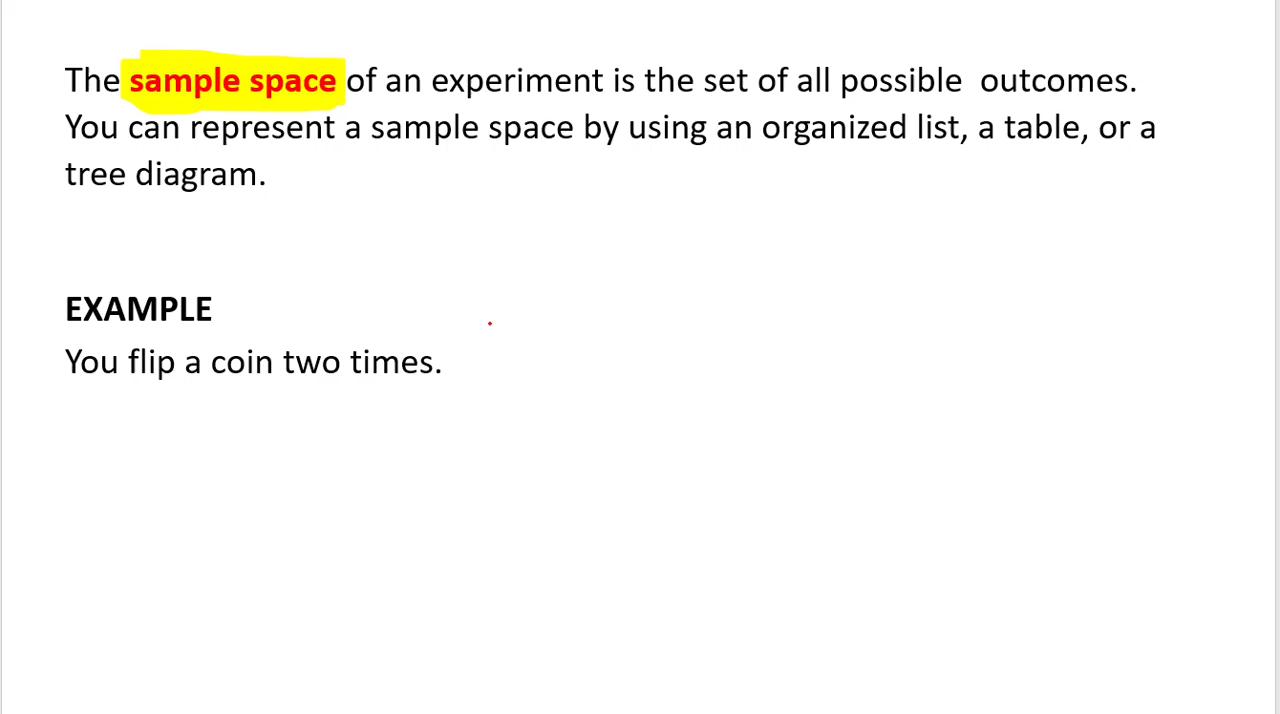 The sample space of an experiment is the set of all possible outcomes.
You can represent a sample space by using an organized list, a table, or a
tree diagram.
EXAMPLE
You flip a coin two times.